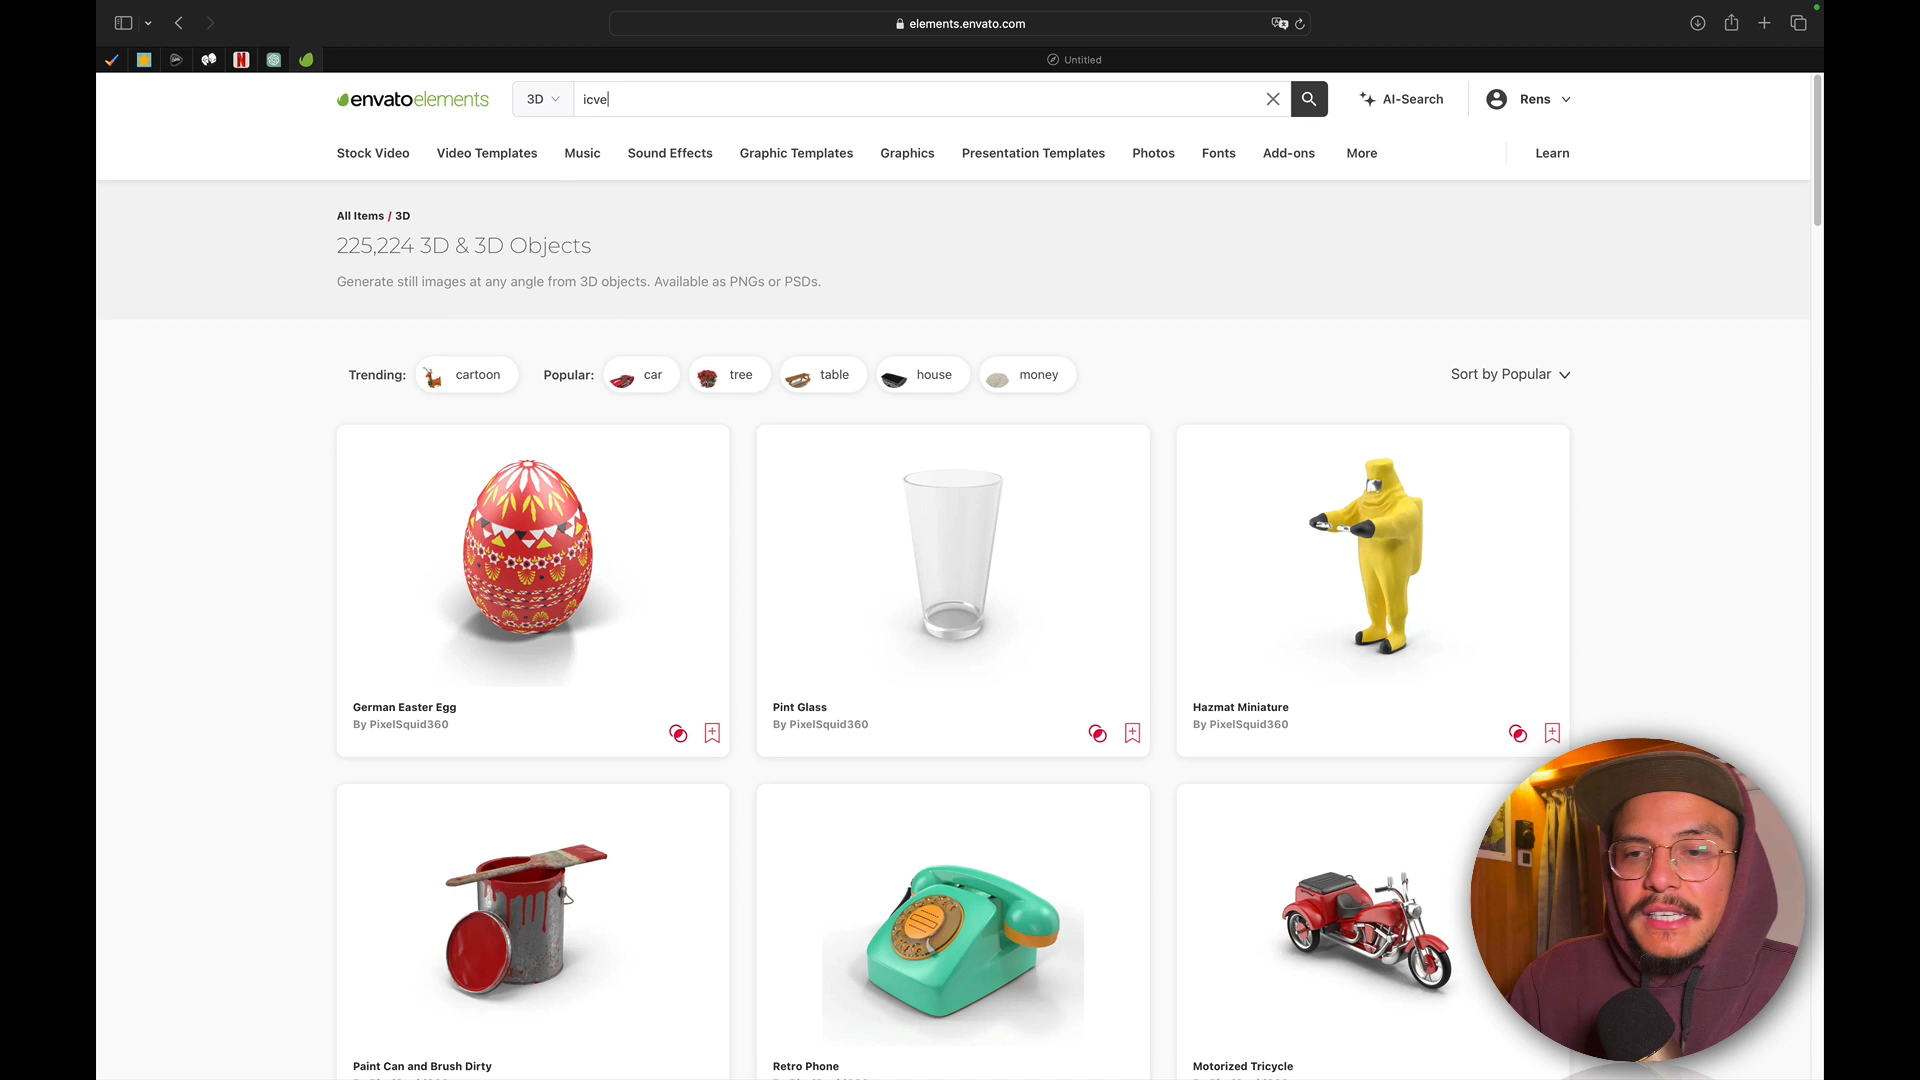 elements.envato.com
Untitled
envatoelements
3D
icve
AI-Search
Rens
Stock Video
Video Templates
Music
Sound Effects
Graphic Templates
Graphics
Presentation Templates
Photos
Fonts
Add-ons
More
Learn
All Items / 3D
225,224 3D & 3D Objects
Generate still images at any angle from 3D objects. Available as PNGs or PSDs.
Trending:
cartoon
Popular:
car
tree
table
house
money
Sort by Popular
German Easter Egg
By PixelSquid360
Pint Glass
By PixelSquid360
Hazmat Miniature
By PixelSquid360
Paint Can and Brush Dirty
Retro Phone
Motorized Tricycle